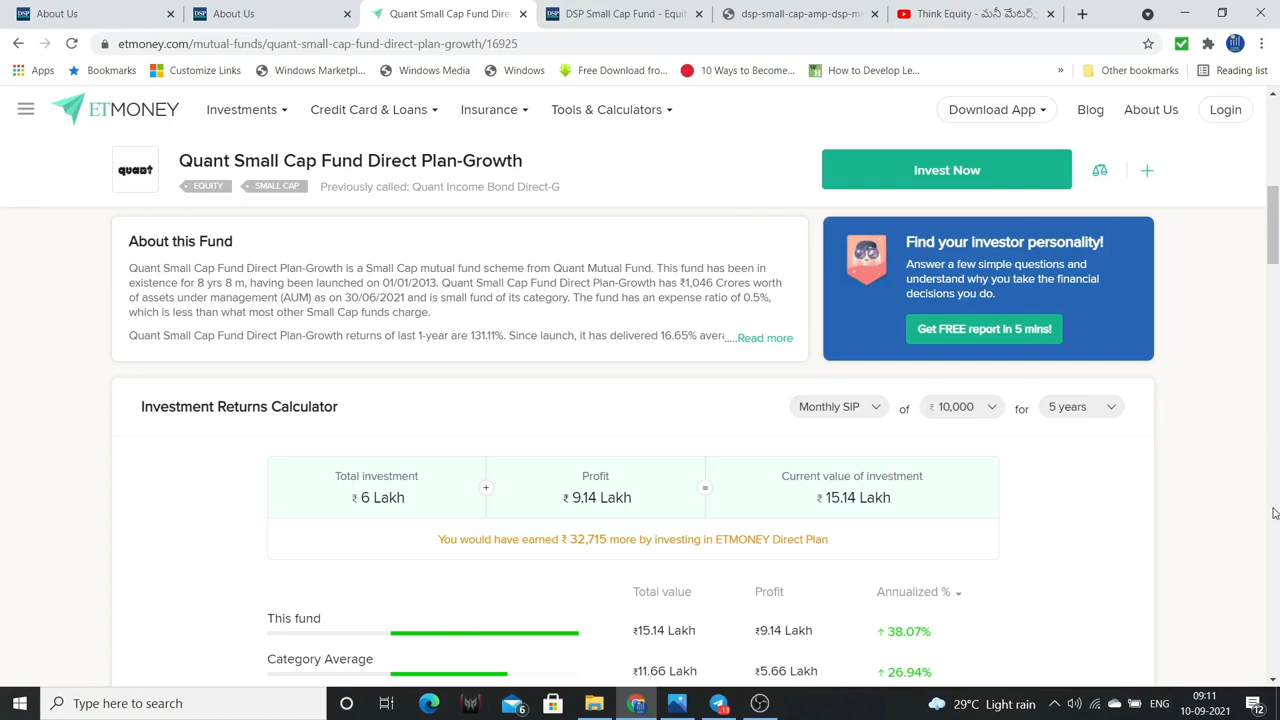 About Us
About Us
Quant Small Cap Fund Direc
DSP Small Cap Fund - Equit
dsp-small-cap-amp-dsp-m
Think Equity - మనీ మేటర్
etmoney.com/mutual-funds/quant-small-cap-fund-direct-plan-growth/16925
Apps
Bookmarks
Customize Links
Windows Marketpl...
Windows Media
Windows
Free Download fro...
10 Ways to Become...
How to Develop Le...
»
Other bookmarks
Reading list
ETMONEY
Investments
Credit Card & Loans
Insurance
Tools & Calculators
Download App
Blog
About Us
Login
quant
Quant Small Cap Fund Direct Plan-Growth
EQUITY
SMALL CAP
Previously called: Quant Income Bond Direct-G
Invest Now
About this Fund
Quant Small Cap Fund Direct Plan-Growth is a Small Cap mutual fund scheme from Quant Mutual Fund. This fund has been in
existence for 8 yrs 8 m, having been launched on 01/01/2013. Quant Small Cap Fund Direct Plan-Growth has ₹1,046 Crores worth
of assets under management (AUM) as on 30/06/2021 and is small fund of its category. The fund has an expense ratio of 0.5%,
which is less than what most other Small Cap funds charge.
Quant Small Cap Fund Direct Plan-Growth returns of last 1-year are 131.11%. Since launch, it has delivered 16.65% avera.....Read more
Find your investor personality!
Answer a few simple questions and
understand why you take the financial
decisions you do.
Get FREE report in 5 mins!
Investment Returns Calculator
Monthly SIP
of
₹ 10,000
for
5 years
Total investment
₹ 6 Lakh
+
Profit
₹ 9.14 Lakh
=
Current value of investment
₹ 15.14 Lakh
You would have earned ₹ 32,715 more by investing in ETMONEY Direct Plan
Total value
Profit
Annualized %
This fund
₹15.14 Lakh
₹9.14 Lakh
↑ 38.07%
Category Average
₹11.66 Lakh
₹5.66 Lakh
↑ 26.94%
Type here to search
29°C Light rain
ENG
09:11
10-09-2021